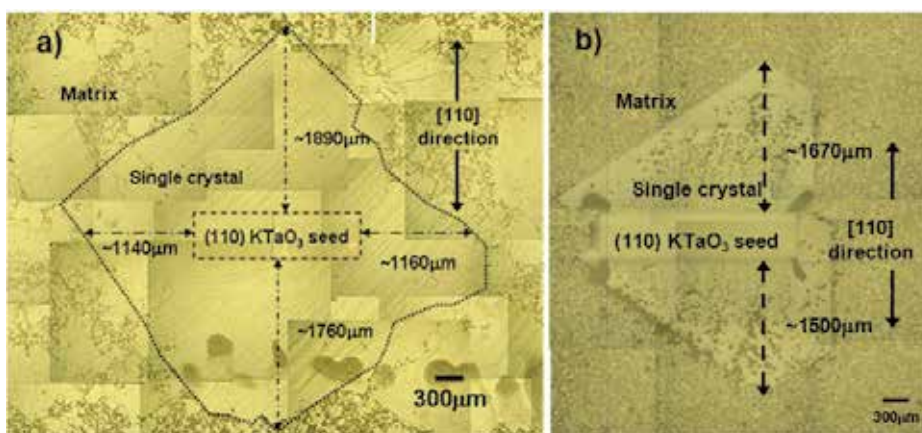 a)
Matrix
~1890µm
[110]
direction
Single crystal
(110) KTaO₃ seed
~1140µm
~1160µm
~1760µm
300µm
b)
Matrix
~1670µm
Single crystal
[110]
direction
(110) KTaO₃ seed
~1500µm
300µm